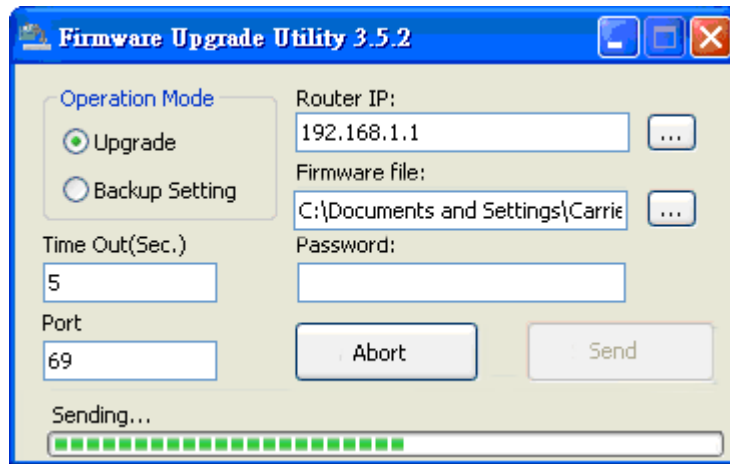 Firmware Upgrade Utility 3.5.2
Operation Mode
Upgrade
Backup Setting
Router IP:
192.168.1.1
...
Firmware file:
C:\Documents and Settings\Carrie
...
Time Out(Sec.)
5
Password:
Port
69
Abort
Send
Sending...